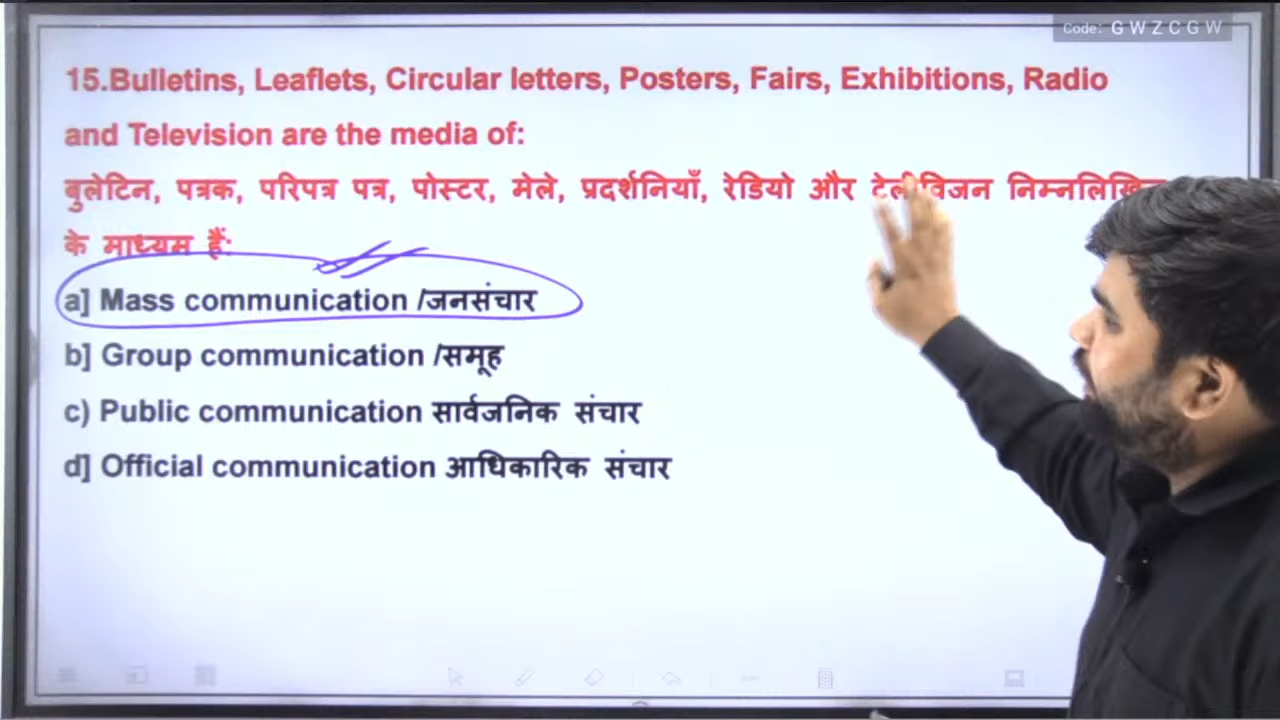 Code: G W Z C G W
15.Bulletins, Leaflets, Circular letters, Posters, Fairs, Exhibitions, Radio
and Television are the media of:
बुलेटिन, पत्रक, परिपत्र पत्र, पोस्टर, मेले, प्रदर्शनियाँ, रेडियो और टेलीविजन
के माध्यम हैं:
a] Mass communication /जनसंचार
b] Group communication /समूह
c) Public communication सार्वजनिक संचार
d] Official communication आधिकारिक संचार